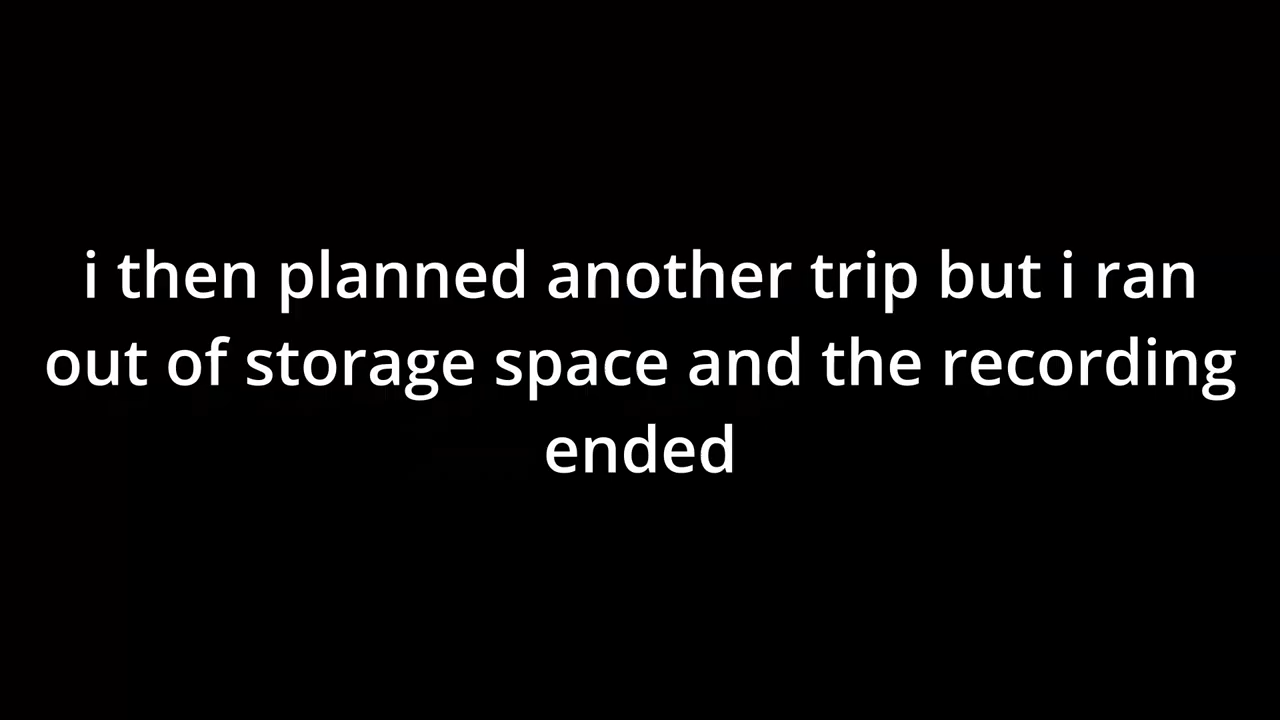 i then planned another trip but i ran
out of storage space and the recording
ended